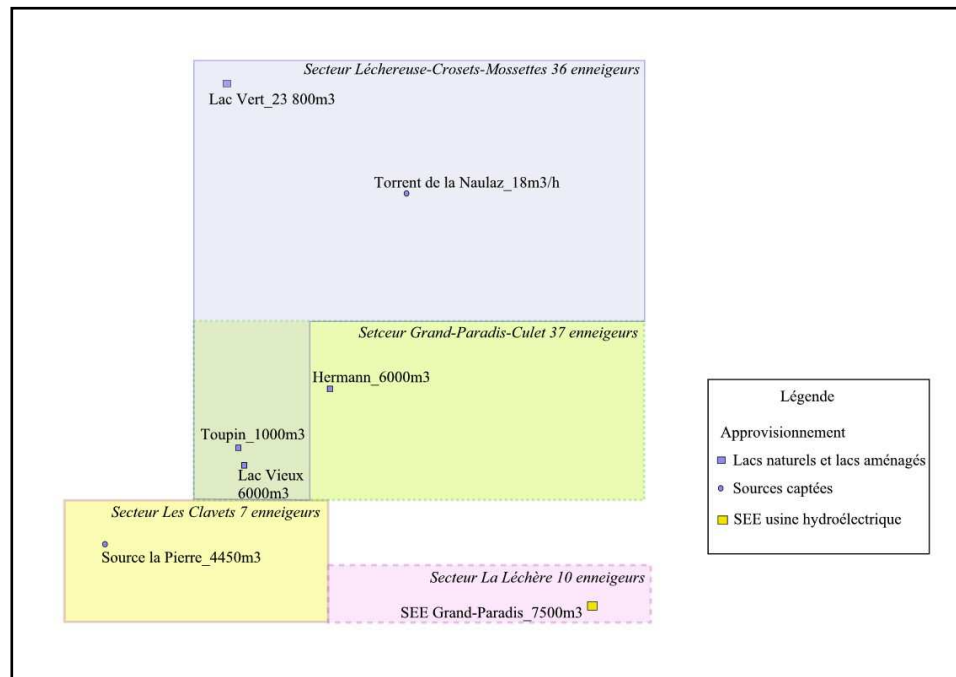 Secteur Léchereuse-Crosets-Mossettes 36 enneigeurs
Lac Vert_23 800m3
Torrent de la Naulaz_18m3/h
Setceur Grand-Paradis-Culet 37 enneigeurs
Hermann_6000m3
Toupin_1000m3
Lac Vieux
6000m3
Secteur Les Clavets 7 enneigeurs
Source la Pierre_4450m3
Secteur La Léchère 10 enneigeurs
SEE Grand-Paradis_7500m3
Légende
Approvisionnement
Lacs naturels et lacs aménagés
Sources captées
SEE usine hydroélectrique